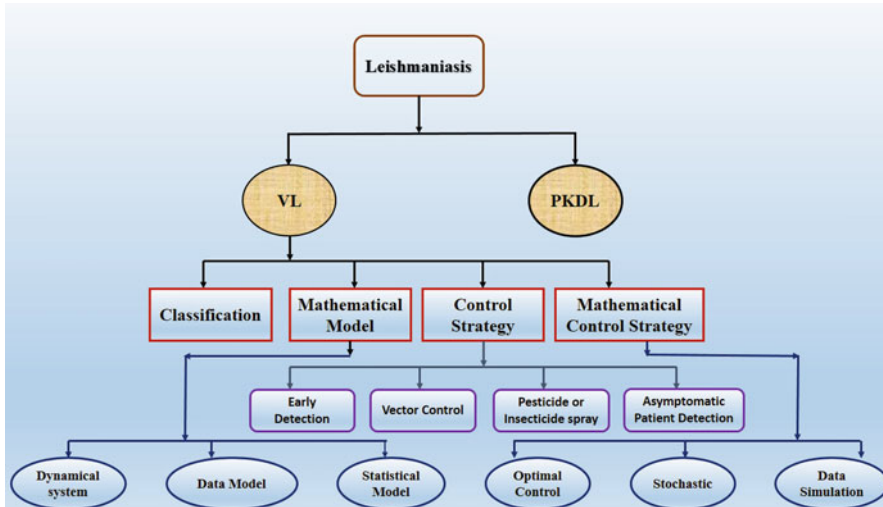 Leishmaniasis
VL
PKDL
Classification
Mathematical
Model
Control
Strategy
Mathematical
Control Strategy
Early
Detection
Vector Control
Pesticide or
Insecticide spray
Asymptomatic
Patient Detection
Dynamical
system
Data Model
Statistical
Model
Optimal
Control
Stochastic
Data
Simulation